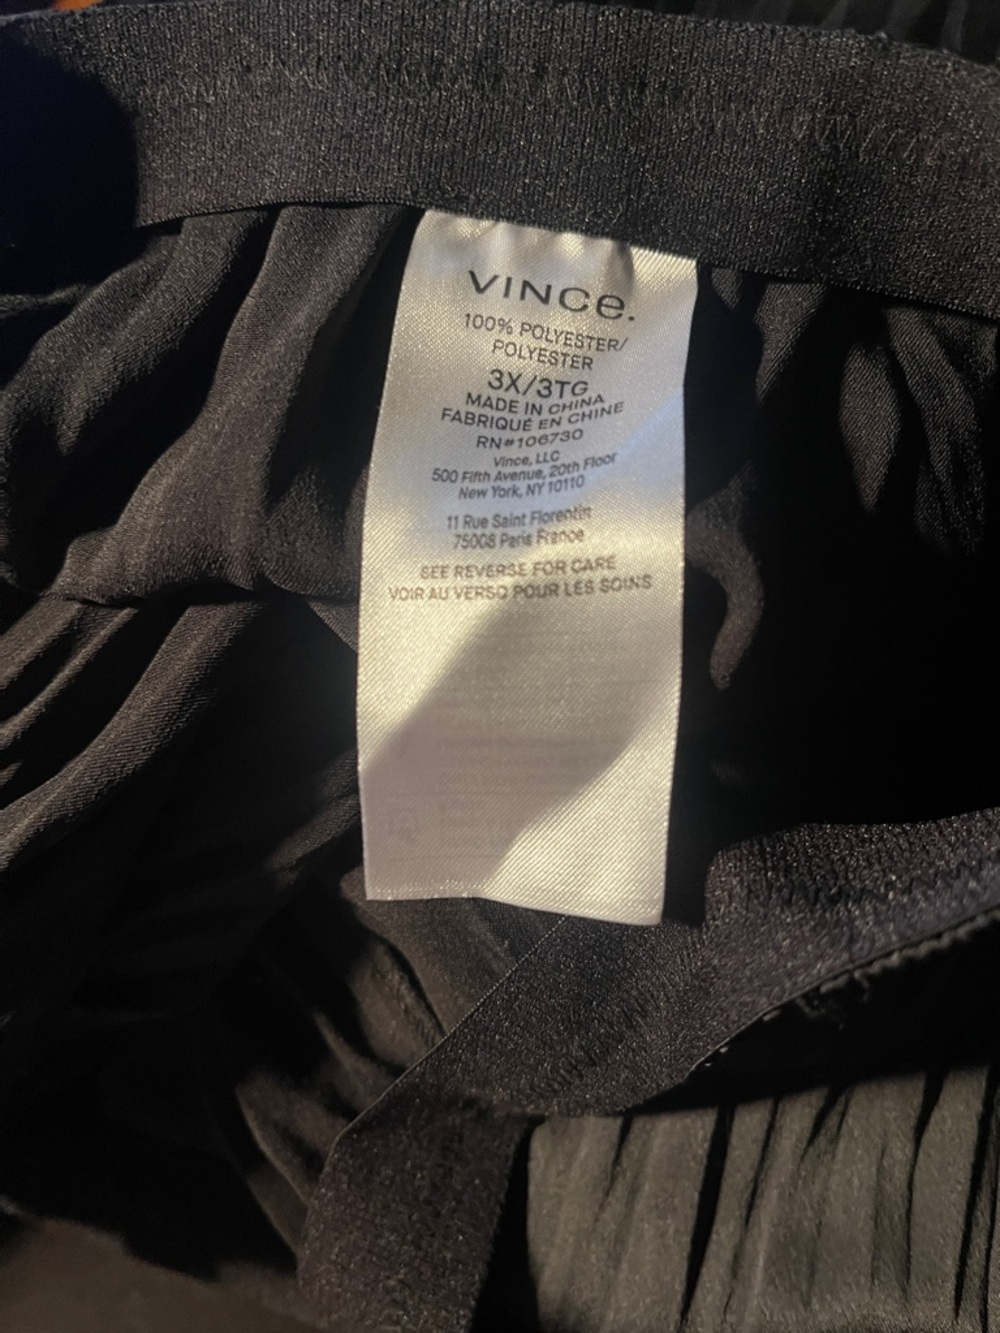 VINCe.
100% POLYESTER/
POLYESTER
3X/3TG
MADE IN CHINA
FABRIQUÉ EN CHINE
RN#106730
Vince, LLC
500 Fifth Avenue, 20th Floor
New York, NY 10110
11 Rue Saint Florentin
75008 Paris France
SEE REVERSE FOR CARE
VOIR AU VERSO POUR LES SOINS